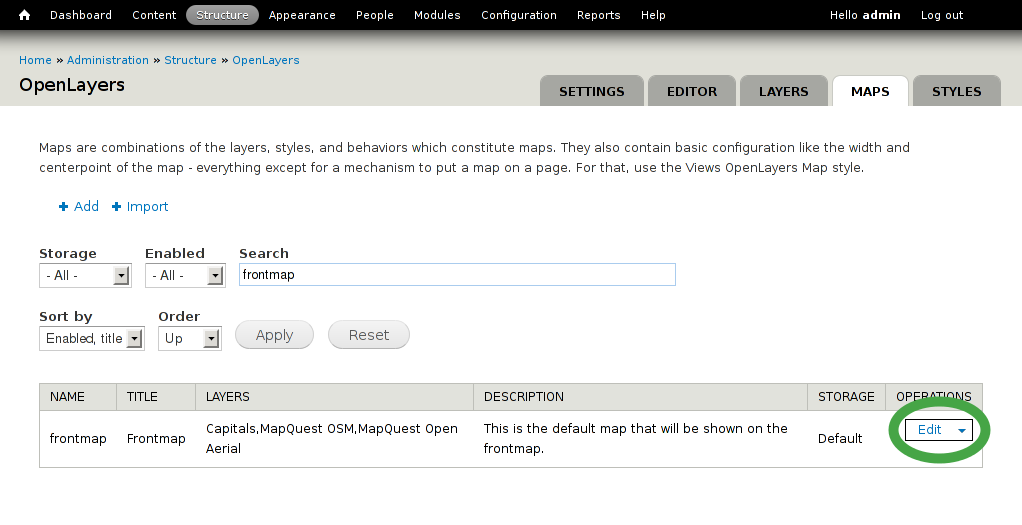 Dashboard Content Structure Appearance People Modules Configuration Reports Help Hello admin Log out
Home » Administration » Structure » OpenLayers
OpenLayers
SETTINGS EDITOR LAYERS MAPS STYLES
Maps are combinations of the layers, styles, and behaviors which constitute maps. They also contain basic configuration like the width and
centerpoint of the map - everything except for a mechanism to put a map on a page. For that, use the Views OpenLayers Map style.
Add Import
Storage Enabled Search
- All - - All - frontmap
Sort by Order
Enabled, title Up Apply Reset
NAME TITLE LAYERS DESCRIPTION STORAGE OPERATIONS
frontmap Frontmap Capitals,MapQuest OSM,MapQuest Open This is the default map that will be shown on the Default Edit
Aerial frontmap.